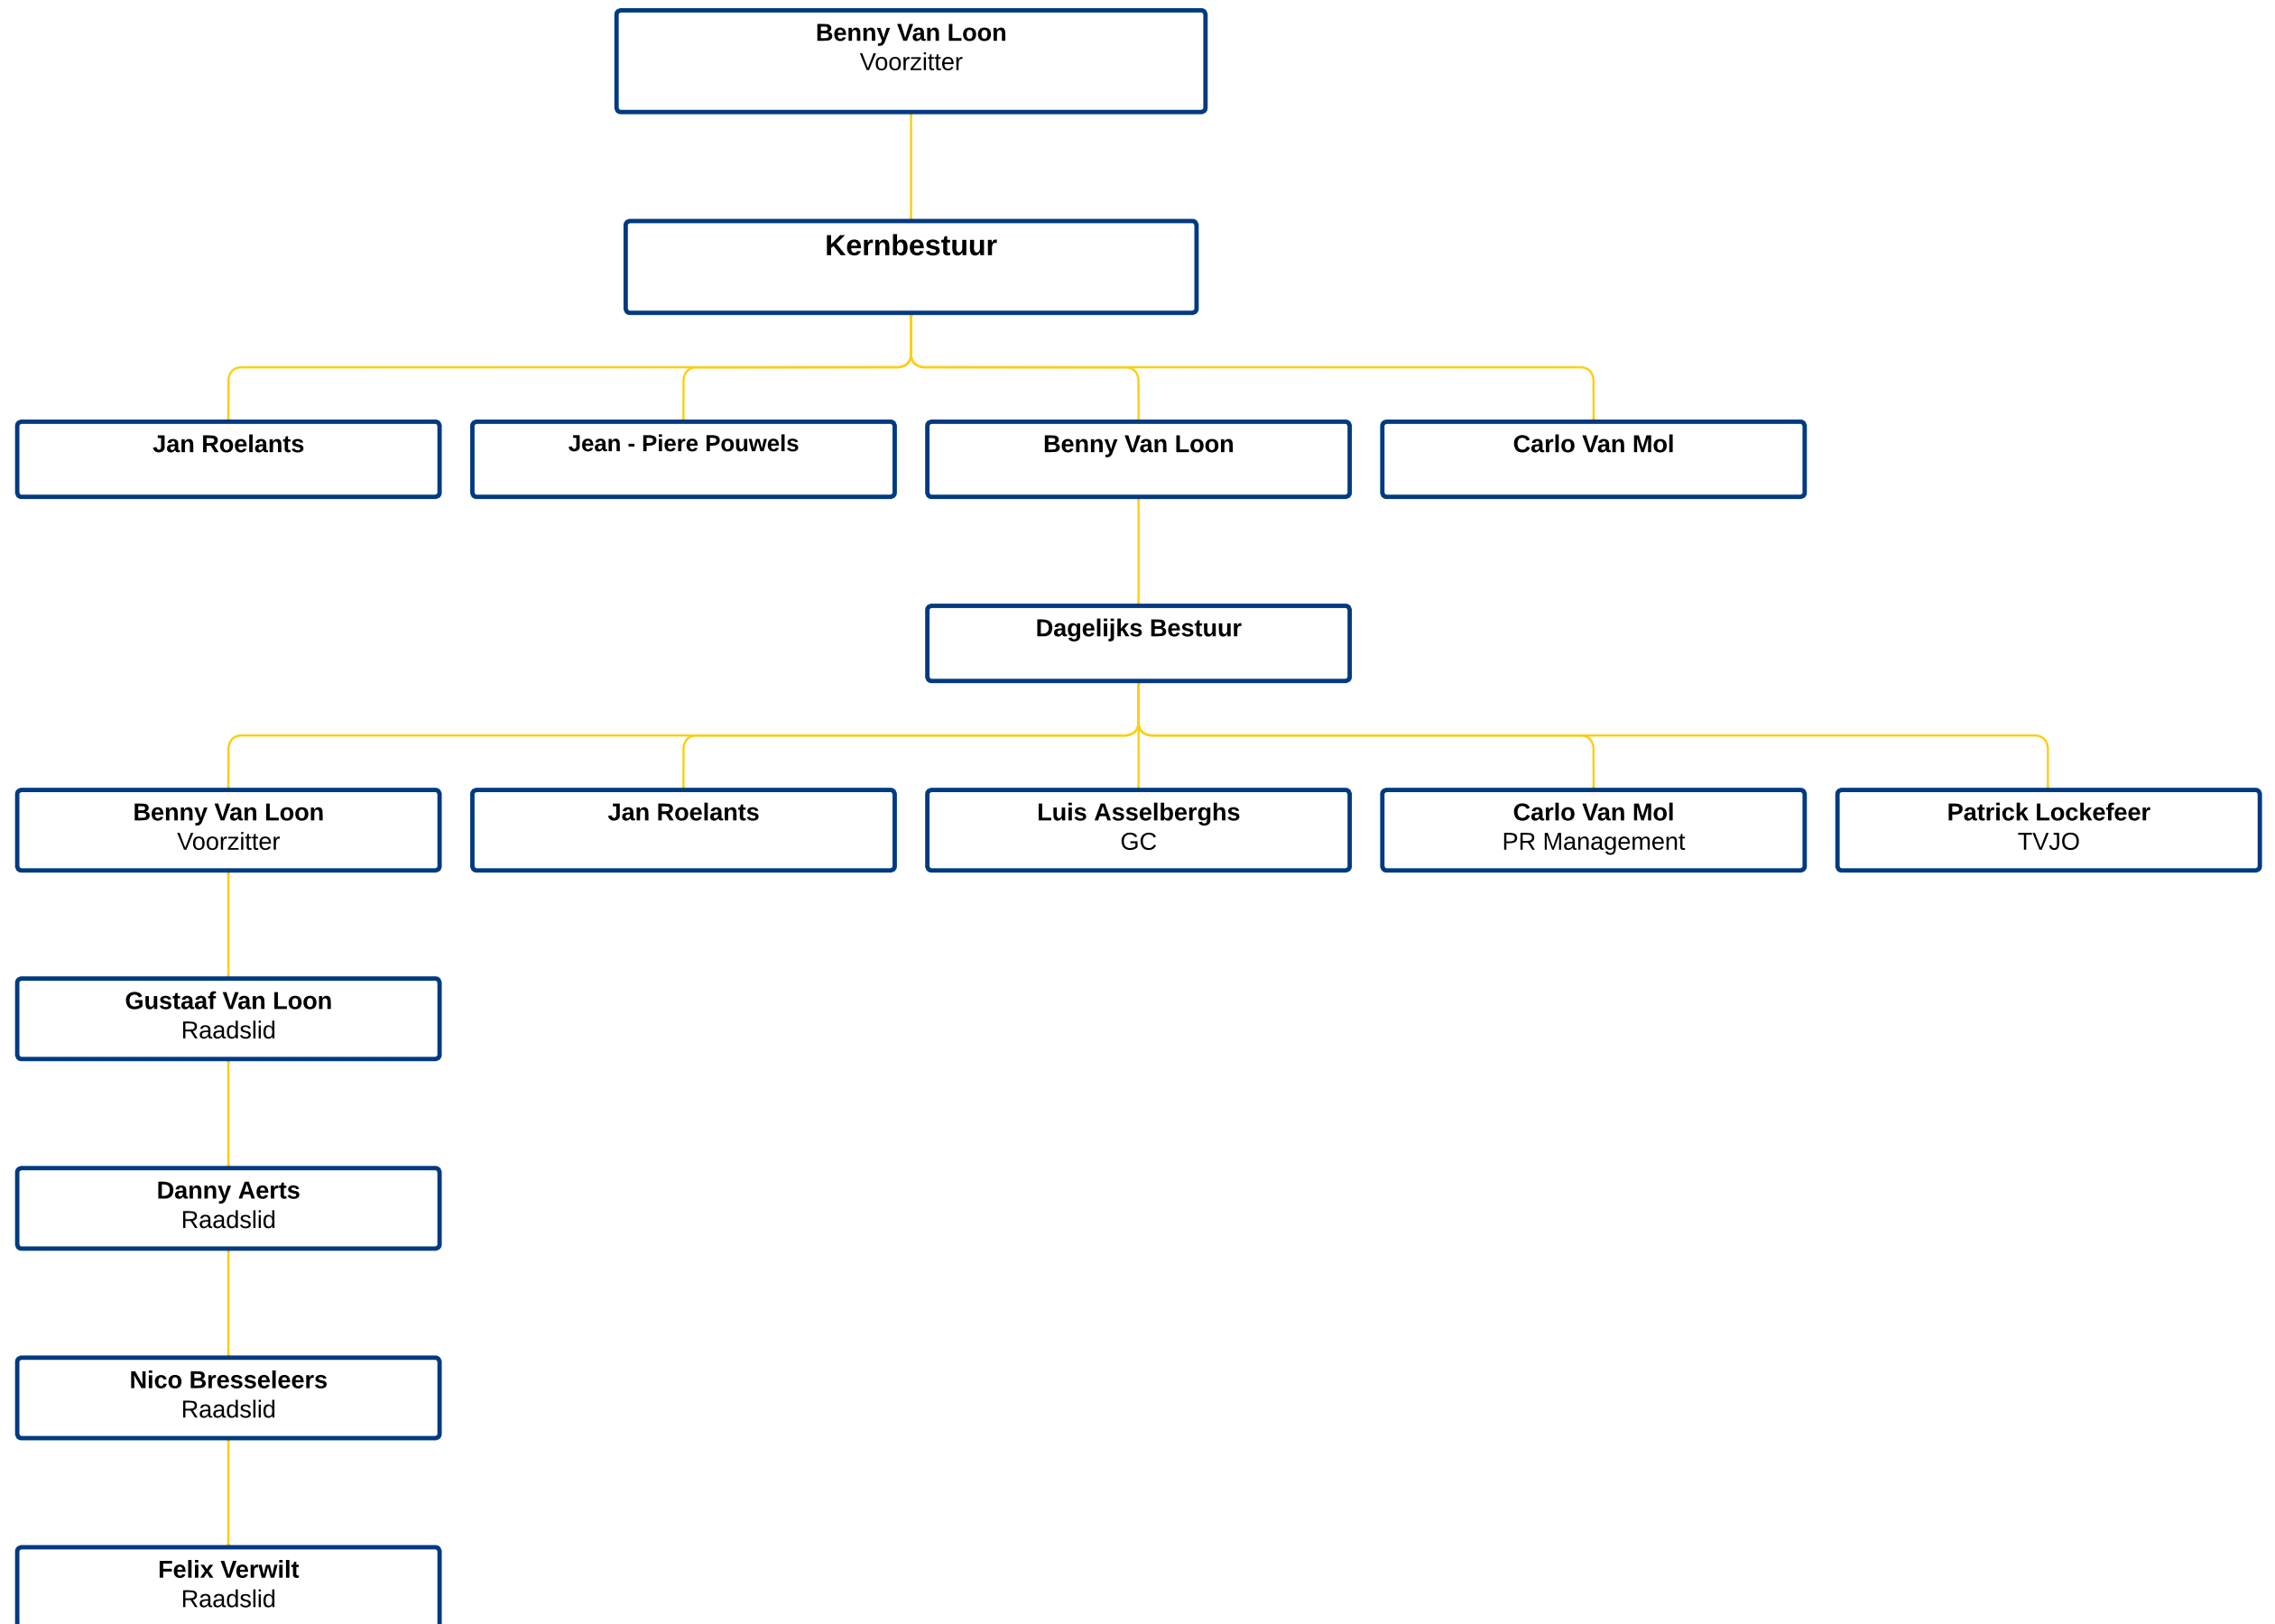 Benny Van Loon
Voorzitter
Kernbestuur
Jan Roelants
Jean - Piere Pouwels
Benny Van Loon
Carlo Van Mol
Dagelijks Bestuur
Benny Van Loon
Voorzitter
Jan Roelants
Luis Asselberghs
GC
Carlo Van Mol
PR Management
Patrick Lockefeer
TVJO
Gustaaf Van Loon
Raadslid
Danny Aerts
Raadslid
Nico Bresseleers
Raadslid
Felix Verwilt
Raadslid